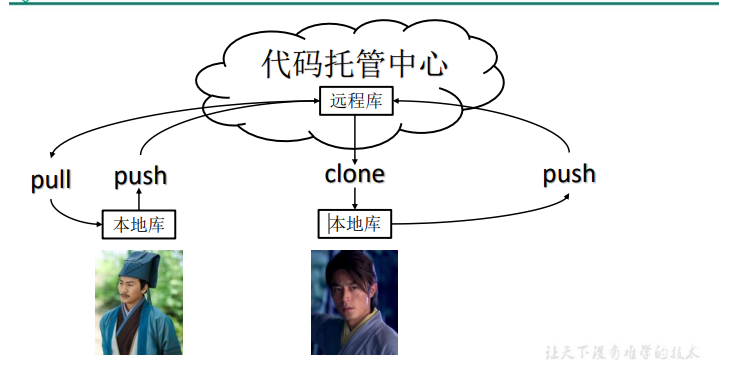 代码托管中心
远程库
pull
push
clone
push
本地库
本地库
让天下没有难学的技术